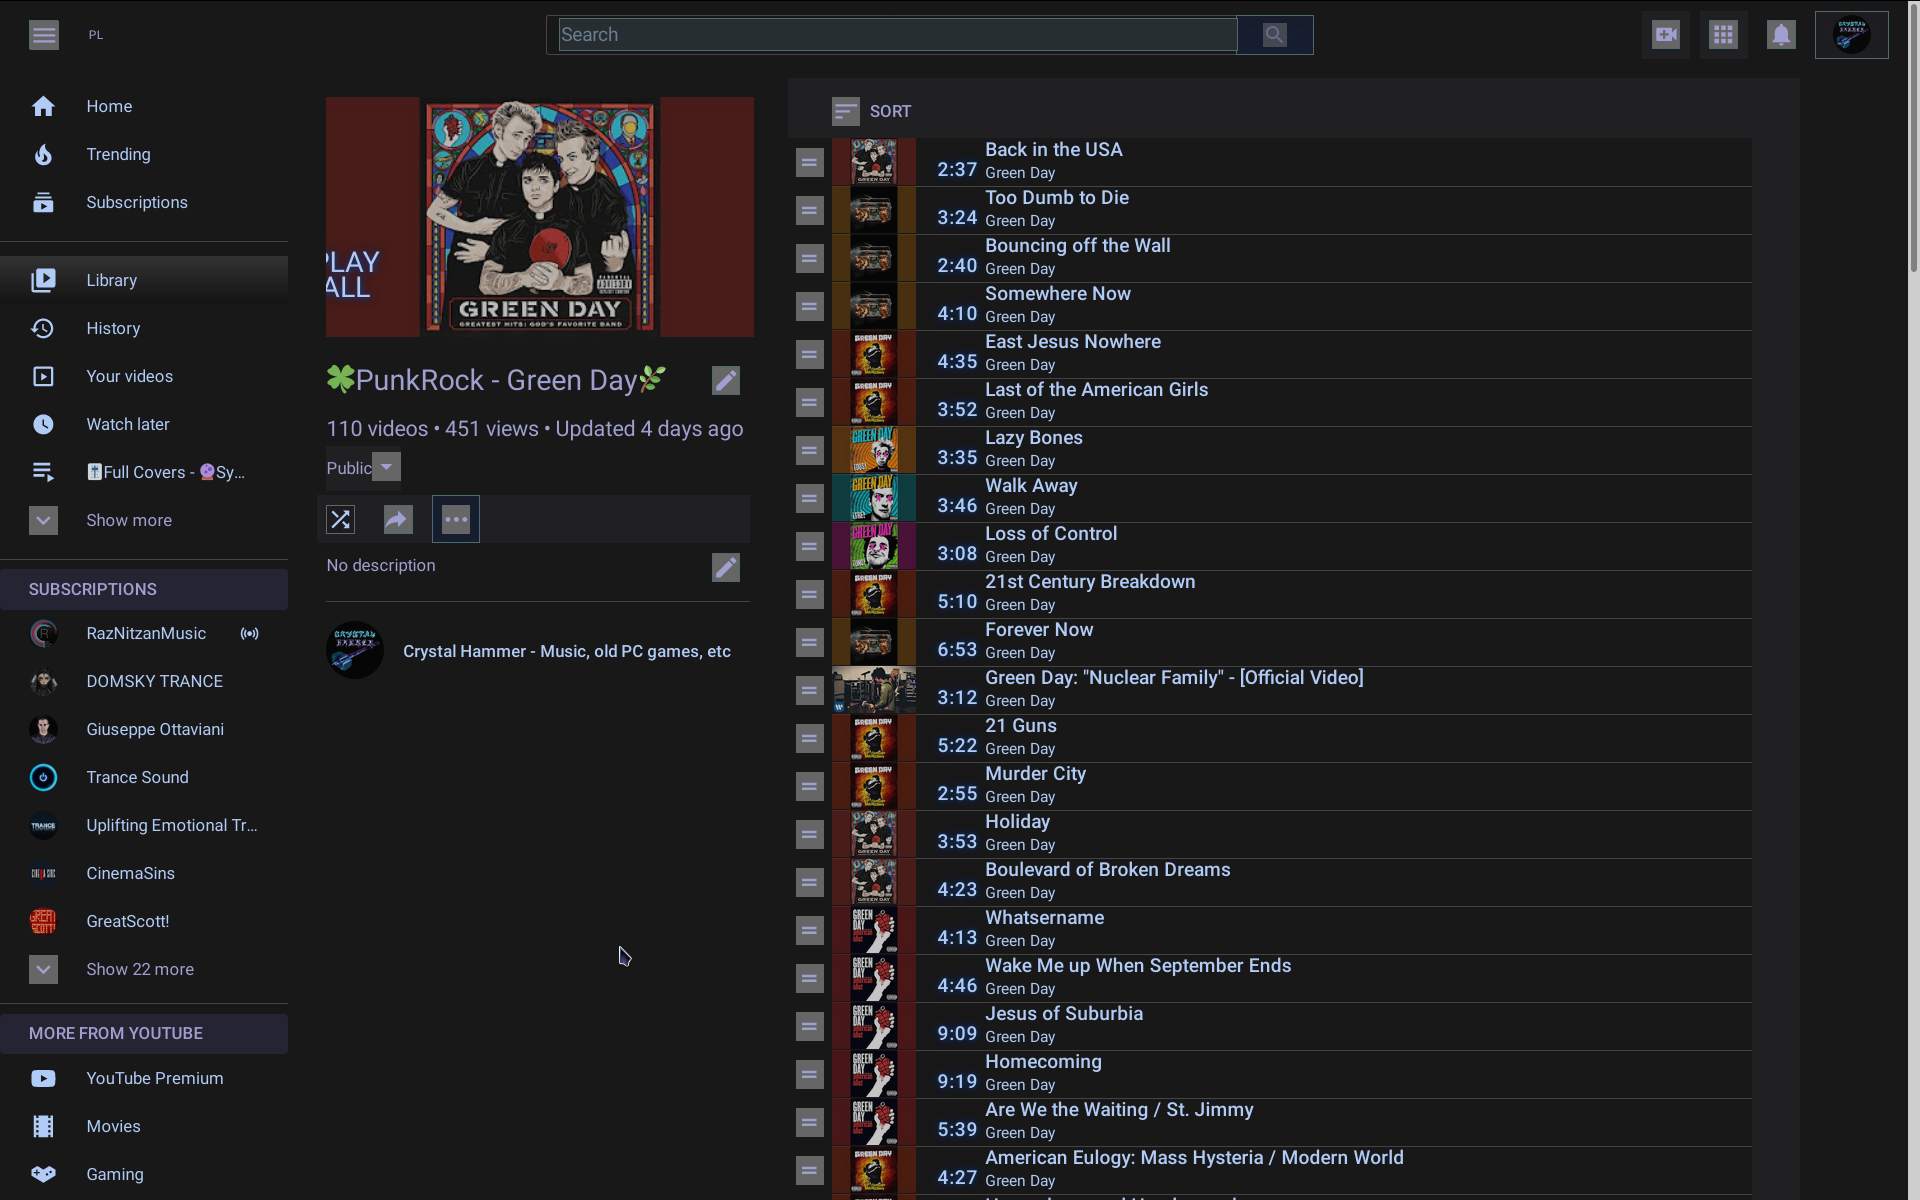 PL
Search
Home
Trending
Subscriptions
Library
History
Your videos
Watch later
Full Covers - 🔮Sy...
Show more
SUBSCRIPTIONS
RazNitzanMusic
DOMSKY TRANCE
Giuseppe Ottaviani
Trance Sound
Uplifting Emotional Tr...
CinemaSins
GreatScott!
Show 22 more
MORE FROM YOUTUBE
YouTube Premium
Movies
Gaming
PLAY
ALL
GREEN DAY
GREATEST HITS: GOD'S FAVORITE BAND
🍀PunkRock - Green Day🌿
110 videos • 451 views • Updated 4 days ago
Public
No description
Crystal Hammer - Music, old PC games, etc
SORT
Back in the USA
2:37 Green Day
Too Dumb to Die
3:24 Green Day
Bouncing off the Wall
2:40 Green Day
Somewhere Now
4:10 Green Day
East Jesus Nowhere
4:35 Green Day
Last of the American Girls
3:52 Green Day
Lazy Bones
3:35 Green Day
Walk Away
3:46 Green Day
Loss of Control
3:08 Green Day
21st Century Breakdown
5:10 Green Day
Forever Now
6:53 Green Day
Green Day: "Nuclear Family" - [Official Video]
3:12 Green Day
21 Guns
5:22 Green Day
Murder City
2:55 Green Day
Holiday
3:53 Green Day
Boulevard of Broken Dreams
4:23 Green Day
Whatsername
4:13 Green Day
Wake Me up When September Ends
4:46 Green Day
Jesus of Suburbia
9:09 Green Day
Homecoming
9:19 Green Day
Are We the Waiting / St. Jimmy
5:39 Green Day
American Eulogy: Mass Hysteria / Modern World
4:27 Green Day